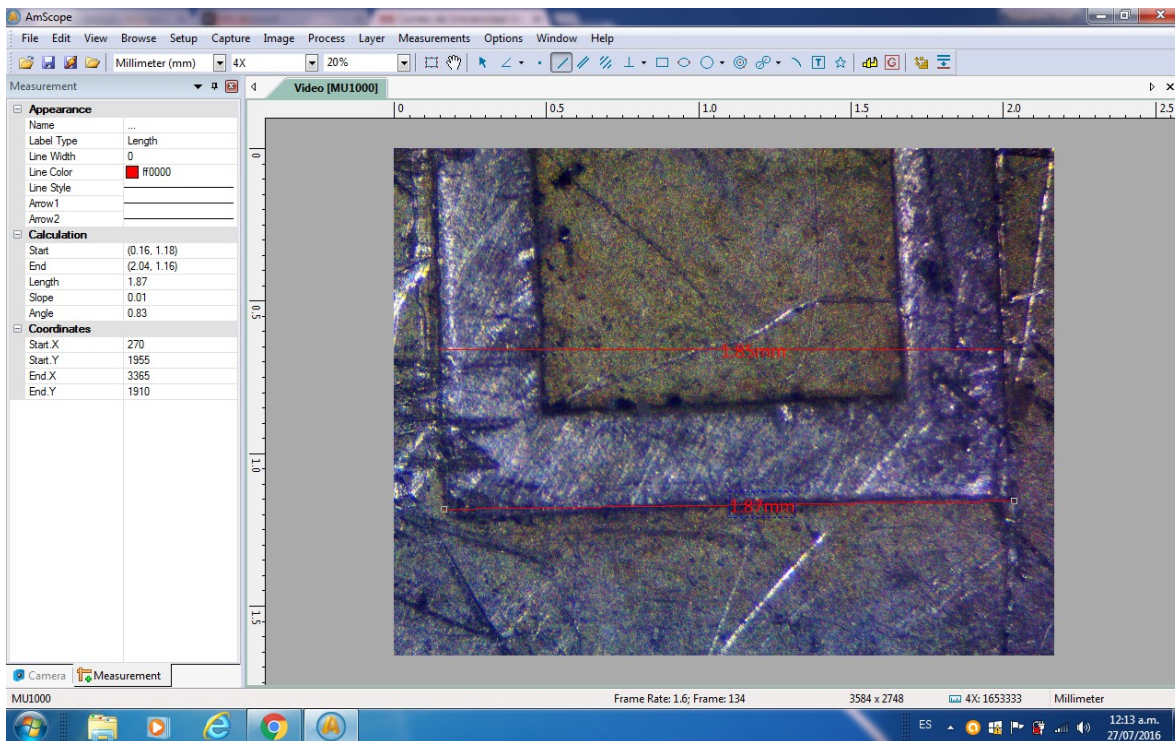 AmScope
File Edit View Browse Setup Capture Image Process Layer Measurements Options Window Help
Millimeter (mm) 4X 20%
Measurement
Video [MU1000]
0 0.5 1.0 1.5 2.0 2.5
0
0.5
1.0
1.5
Appearance
Name ...
Label Type Length
Line Width 0
Line Color ff0000
Line Style
Arrow1
Arrow2
Calculation
Start (0.16, 1.18)
End (2.04, 1.16)
Length 1.87
Slope 0.01
Angle 0.83
Coordinates
Start.X 270
Start.Y 1955
End.X 3365
End.Y 1910
1.85mm
1.87mm
Camera Measurement
MU1000 Frame Rate: 1.6; Frame: 134 3584 x 2748 4X: 1653333 Millimeter
ES 12:13 a.m.
27/07/2016